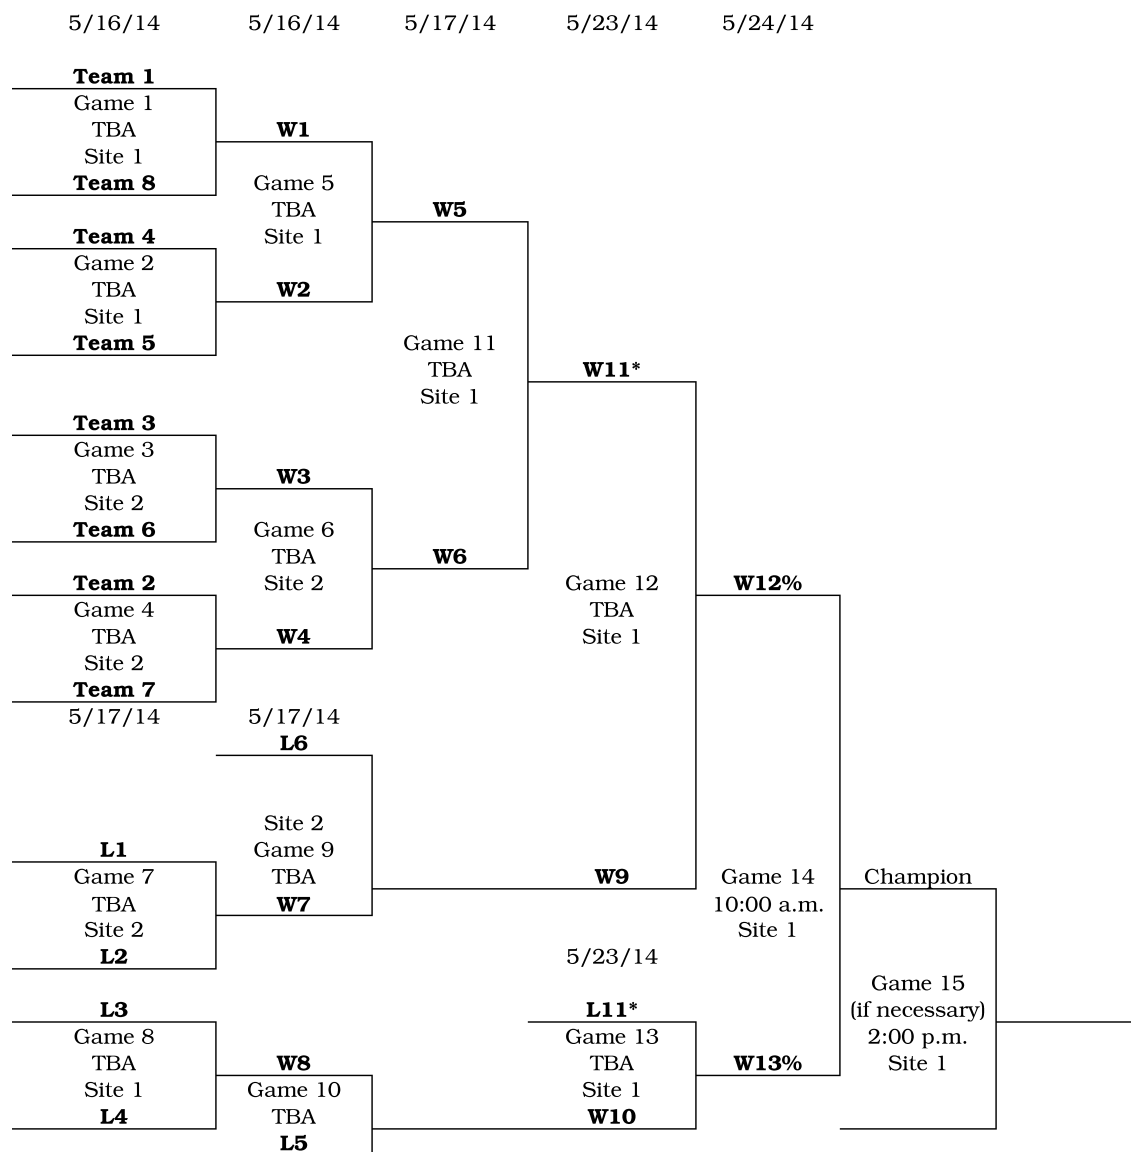 5/16/14 5/16/14 5/17/14 5/23/14 5/24/14
Team 1
Game 1
TBA W1
Site 1
Team 8 Game 5
TBA W5
Team 4 Site 1
Game 2
TBA W2
Site 1
Team 5 Game 11
TBA W11*
Site 1
Team 3
Game 3
TBA W3
Site 2
Team 6 Game 6
TBA W6
Team 2 Site 2 Game 12 W12%
Game 4 TBA
TBA W4 Site 1
Site 2
Team 7
5/17/14 5/17/14
L6
Site 2
L1 Game 9
Game 7 TBA W9 Game 14 Champion
TBA W7 10:00 a.m.
Site 2 Site 1
L2 5/23/14
Game 15
L3 L11* (if necessary)
Game 8 Game 13 2:00 p.m.
TBA W8 TBA W13% Site 1
Site 1 Game 10 Site 1
L4 TBA W10
L5